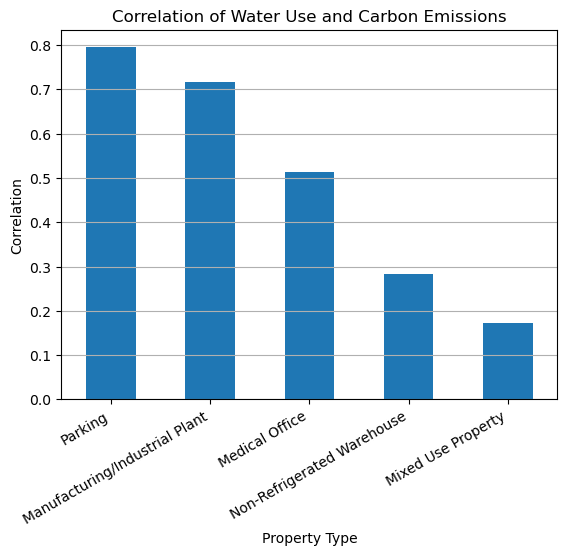 Correlation of Water Use and Carbon Emissions
0.8
0.7
0.6
0.5
0.4
0.3
0.2
0.1
0.0
Correlation
Parking
Manufacturing/Industrial Plant
Medical Office
Non-Refrigerated Warehouse
Mixed Use Property
Property Type